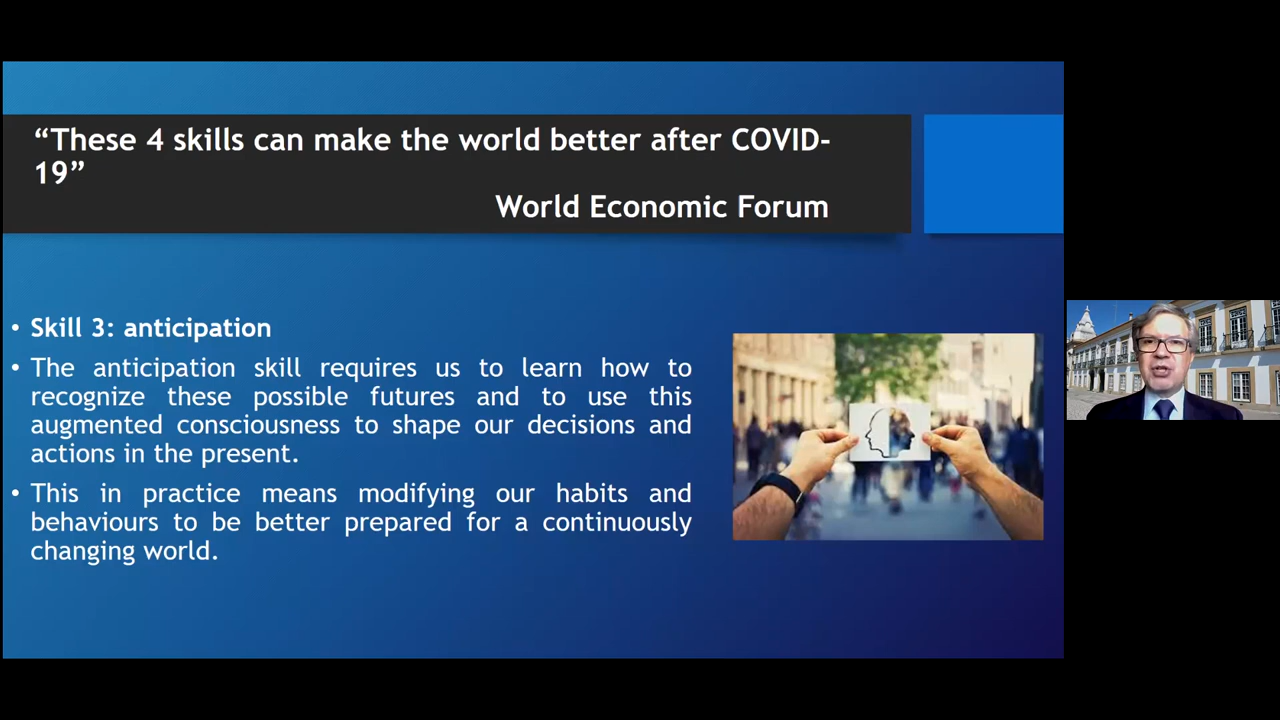 “These 4 skills can make the world better after COVID-
19”
World Economic Forum
• Skill 3: anticipation
• The anticipation skill requires us to learn how to
recognize these possible futures and to use this
augmented consciousness to shape our decisions and
actions in the present.
• This in practice means modifying our habits and
behaviours to be better prepared for a continuously
changing world.